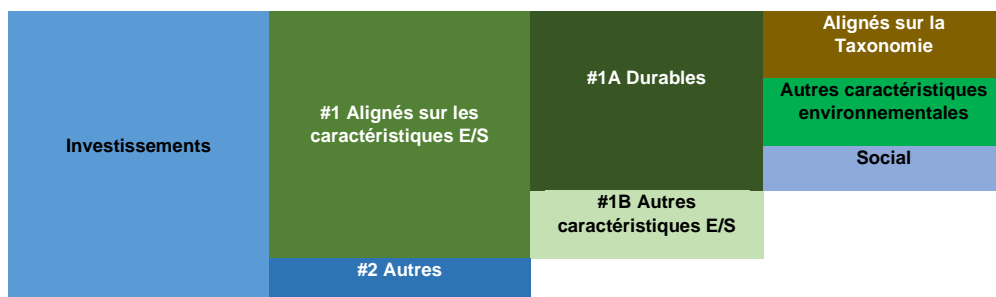 Investissements
#1 Alignés sur les
caractéristiques E/S
#2 Autres
#1A Durables
#1B Autres
caractéristiques E/S
Alignés sur la
Taxonomie
Autres caractéristiques
environnementales
Social